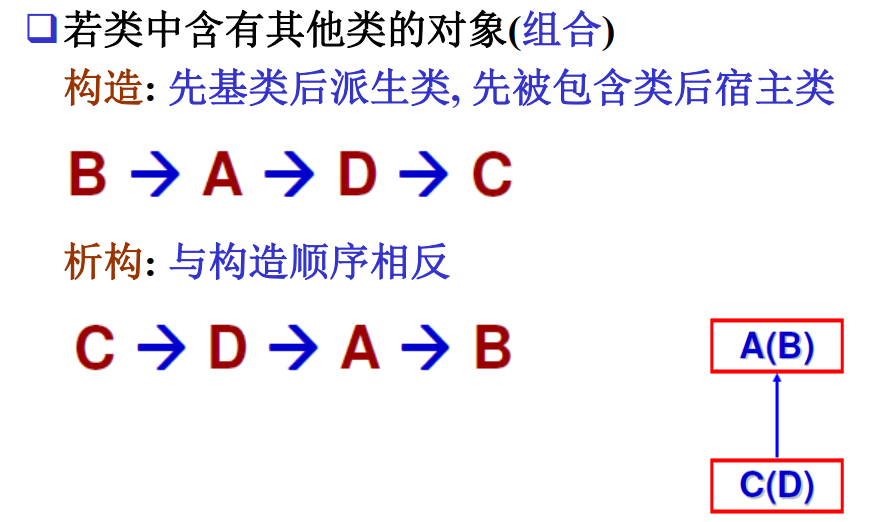 ❑若类中含有其他类的对象(组合)
构造: 先基类后派生类, 先被包含类后宿主类
B → A → D → C
析构: 与构造顺序相反
C → D → A → B
A(B)
C(D)